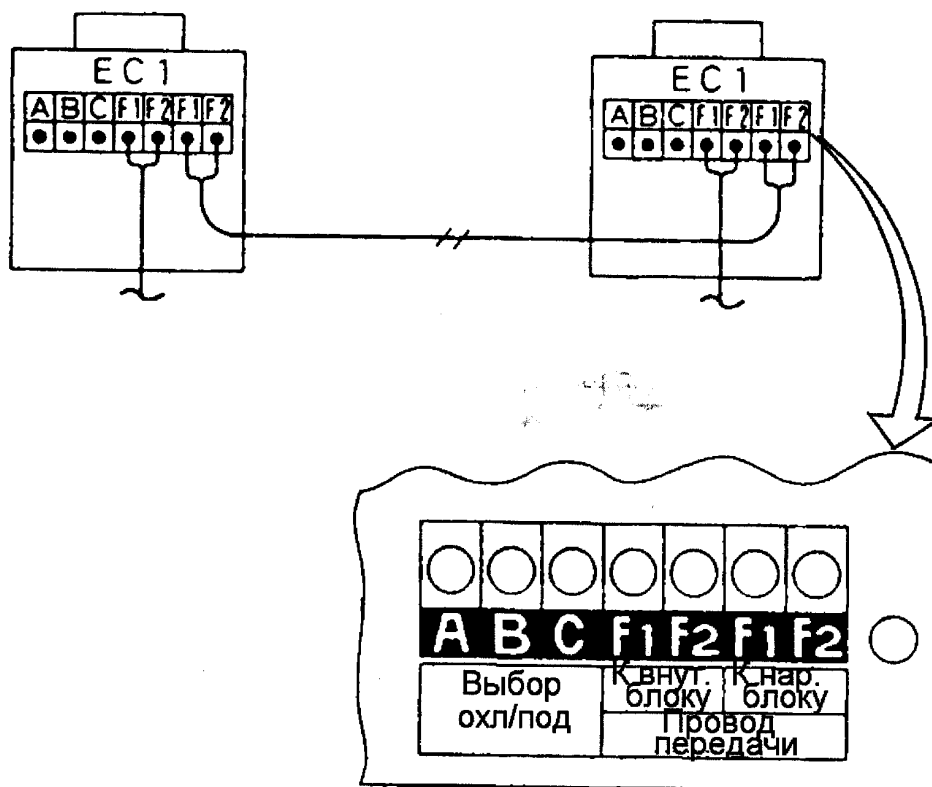 EC1
A B C F1 F2 F1 F2
EC1
A B C F1 F2 F1 F2
A B C F1 F2 F1 F2
Выбор
охл/под
К внут.
блоку
К нар.
блоку
Провод
передачи